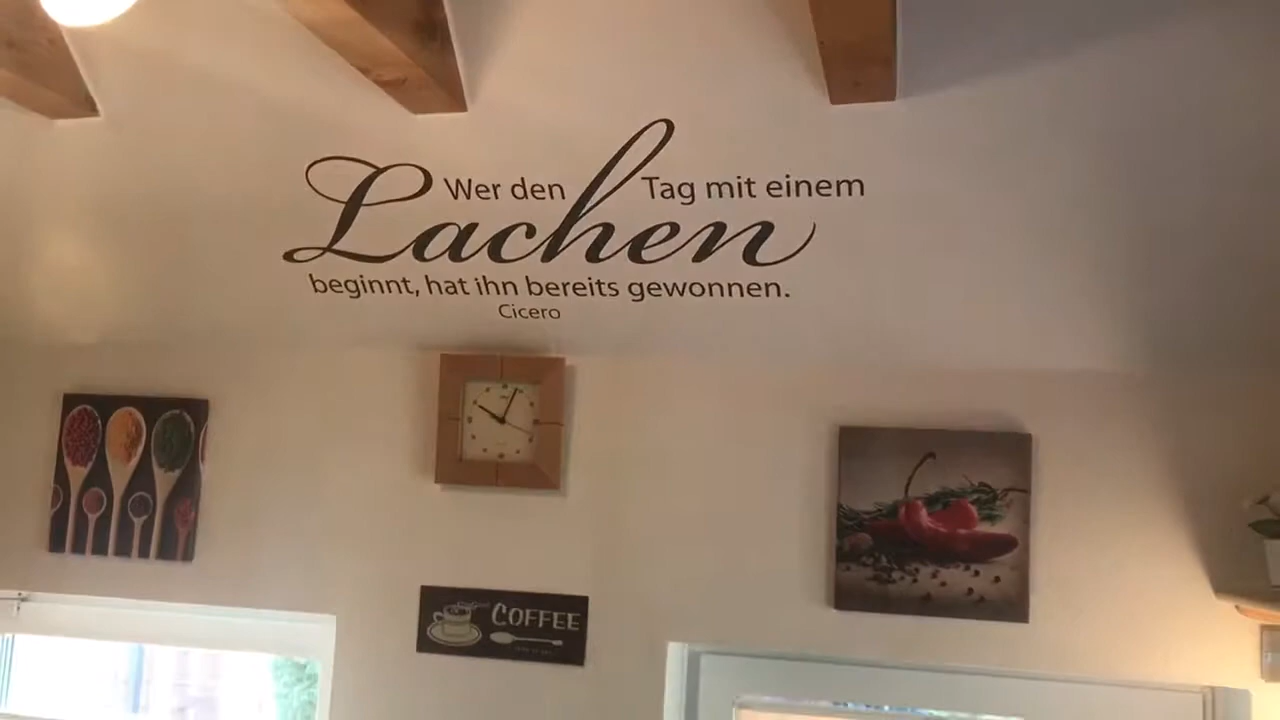 Wer den Tag mit einem
Lachen
beginnt, hat ihn bereits gewonnen.
Cicero
COFFEE